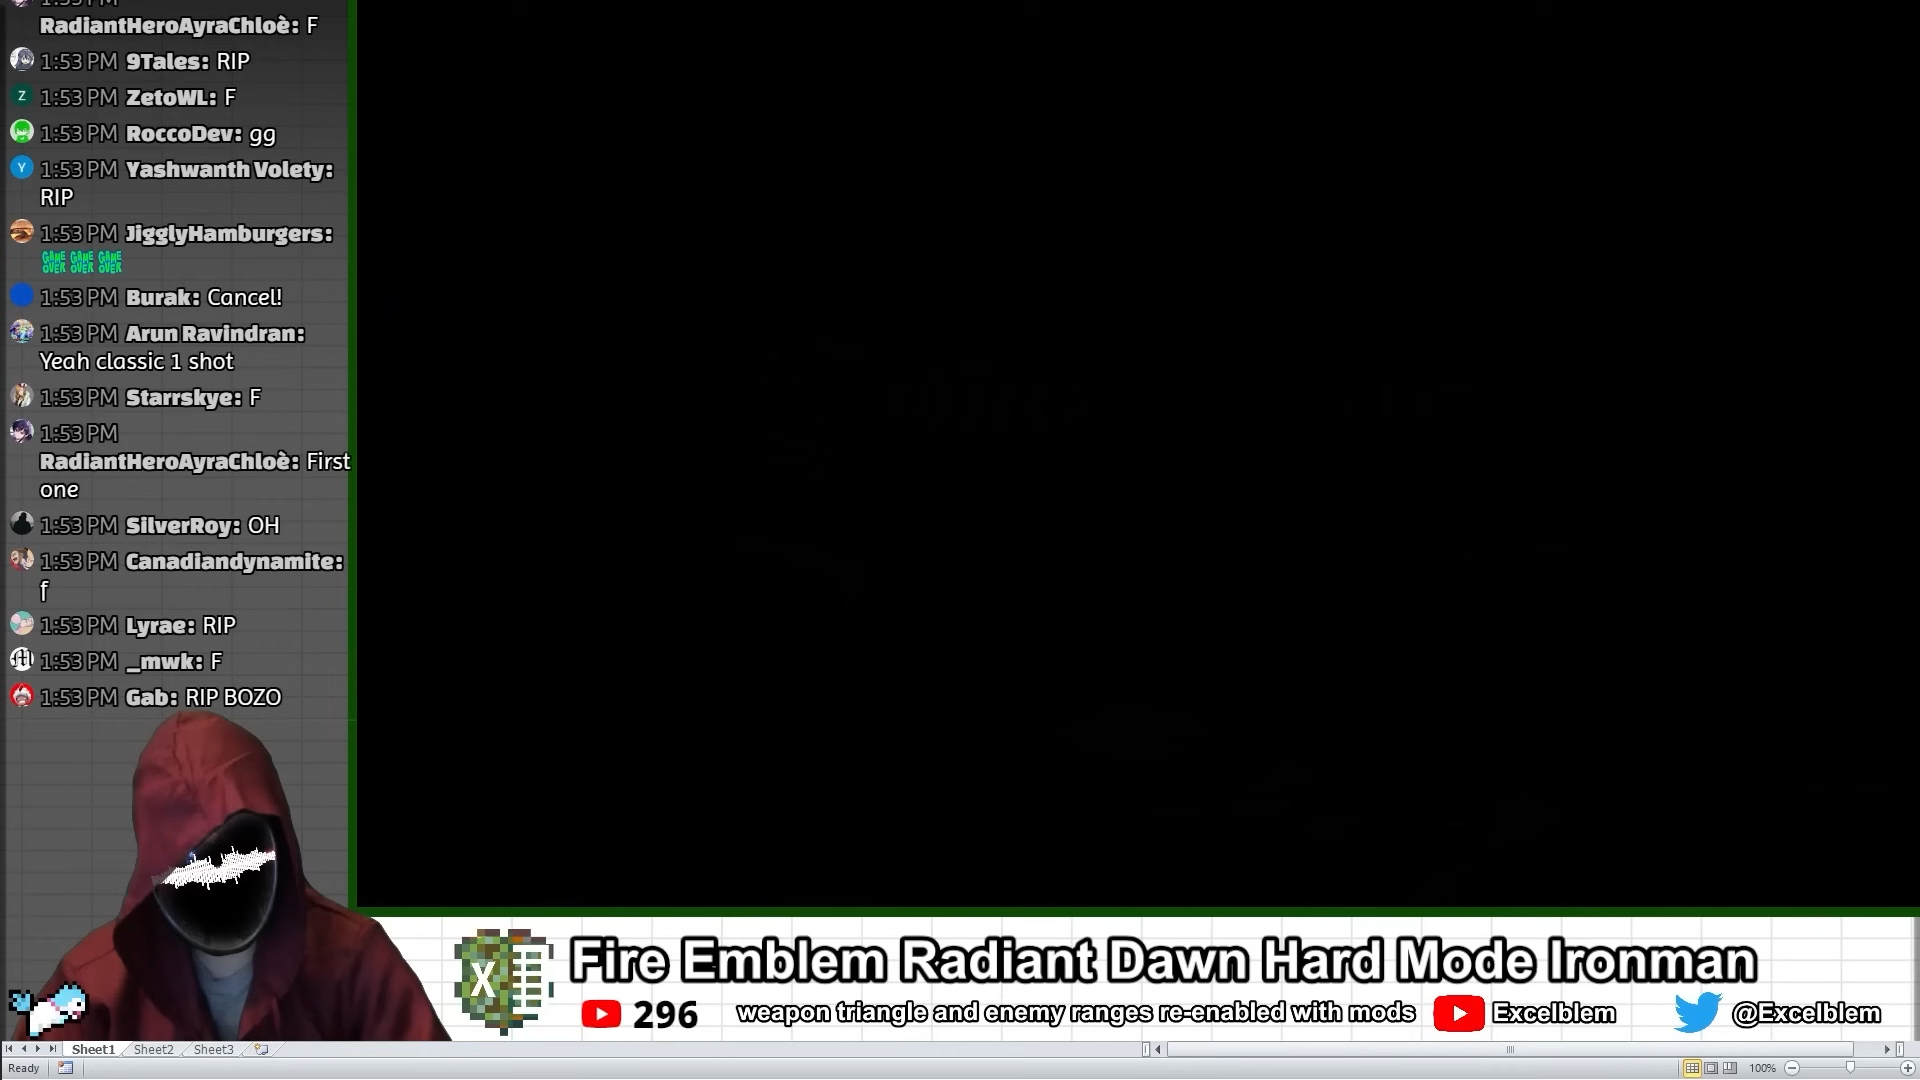 1:53 PM
RadiantHeroAyraChloè: F
1:53 PM 9Tales: RIP
Z 1:53 PM ZetoWL: F
1:53 PM RoccoDev: gg
Y 1:53 PM Yashwanth Volety:
RIP
1:53 PM JigglyHamburgers:
GAME OVER GAME OVER GAME OVER
1:53 PM Burak: Cancel!
1:53 PM Arun Ravindran:
Yeah classic 1 shot
1:53 PM Starrskye: F
1:53 PM
RadiantHeroAyraChloè: First
one
1:53 PM SilverRoy: OH
1:53 PM Canadiandynamite:
f
1:53 PM Lyrae: RIP
M 1:53 PM _mwk: F
1:53 PM Gab: RIP BOZO
X Fire Emblem Radiant Dawn Hard Mode Ironman
296 weapon triangle and enemy ranges re-enabled with mods Excelblem @Excelblem
Sheet1 Sheet2 Sheet3
Ready 100%